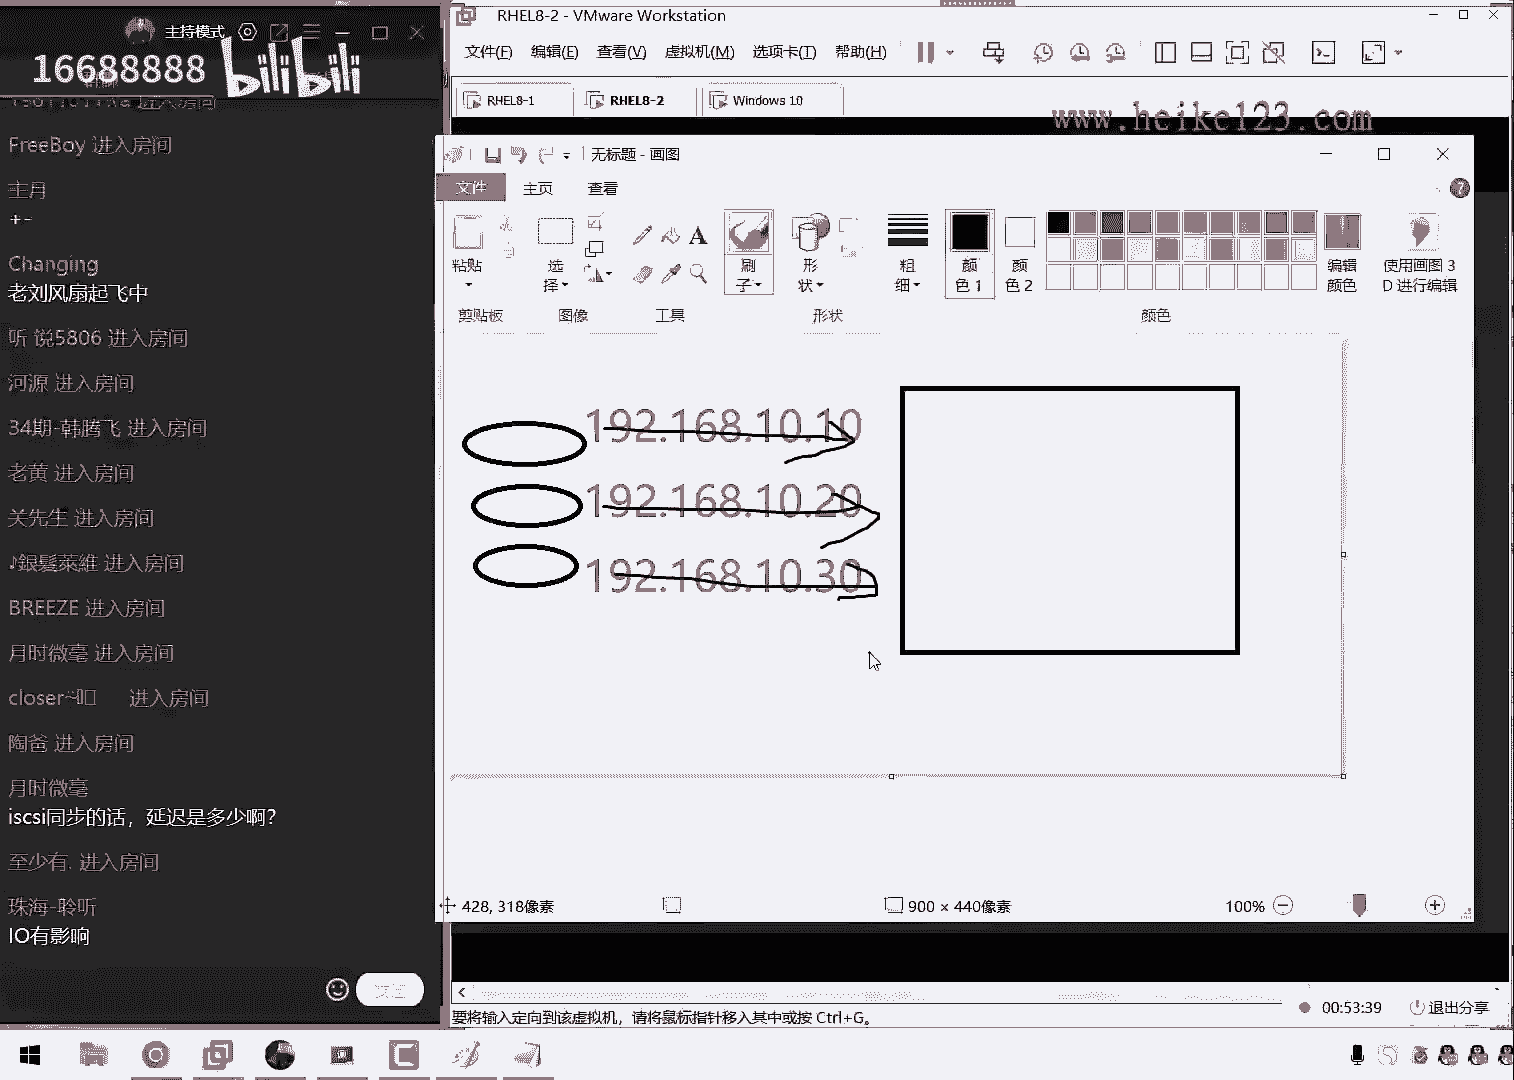 主持模式
16688888
bilibili
进入房间
FreeBoy 进入房间
主月
+-
Changing
老刘风扇起飞中
听 说5806 进入房间
河源 进入房间
34期-韩腾飞 进入房间
老黄 进入房间
关先生 进入房间
♪銀髮萊維 进入房间
BREEZE 进入房间
月时微毫 进入房间
closer~ 进入房间
陶爸 进入房间
月时微毫
iscsi同步的话，延迟是多少啊？
至少有. 进入房间
珠海-聆听
IO有影响
RHEL8-2 - VMware Workstation
文件(F) 编辑(E) 查看(V) 虚拟机(M) 选项卡(T) 帮助(H)
RHEL8-1 RHEL8-2 Windows 10
www.heike123.com
无标题 - 画图
文件 主页 查看
粘贴 选择 A 刷子 形状 粗细 颜色 1 颜色 2 编辑颜色 使用画图 3D 进行编辑
剪贴板 图像 工具 形状 颜色
192.168.10.10
192.168.10.20
192.168.10.30
428, 318像素 900 × 440像素 100%
00:53:39 退出分享
要将输入定向到该虚拟机，请将鼠标指针移入其中或按 Ctrl+G。